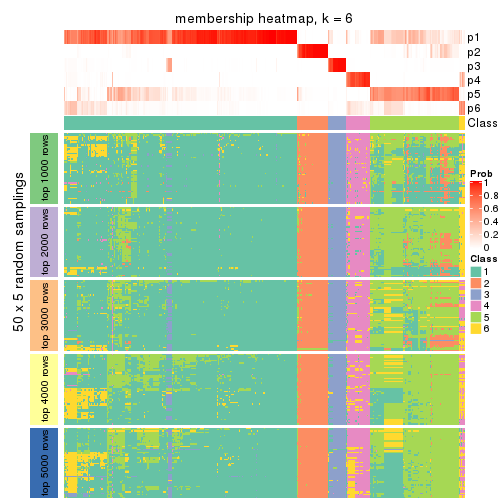 membership heatmap, k = 6
p1
p2
p3
p4
p5
p6
Class
50 x 5 random samplings
top 1000 rows
top 2000 rows
top 3000 rows
top 4000 rows
top 5000 rows
Prob
1
0.8
0.6
0.4
0.2
0
Class
1
2
3
4
5
6